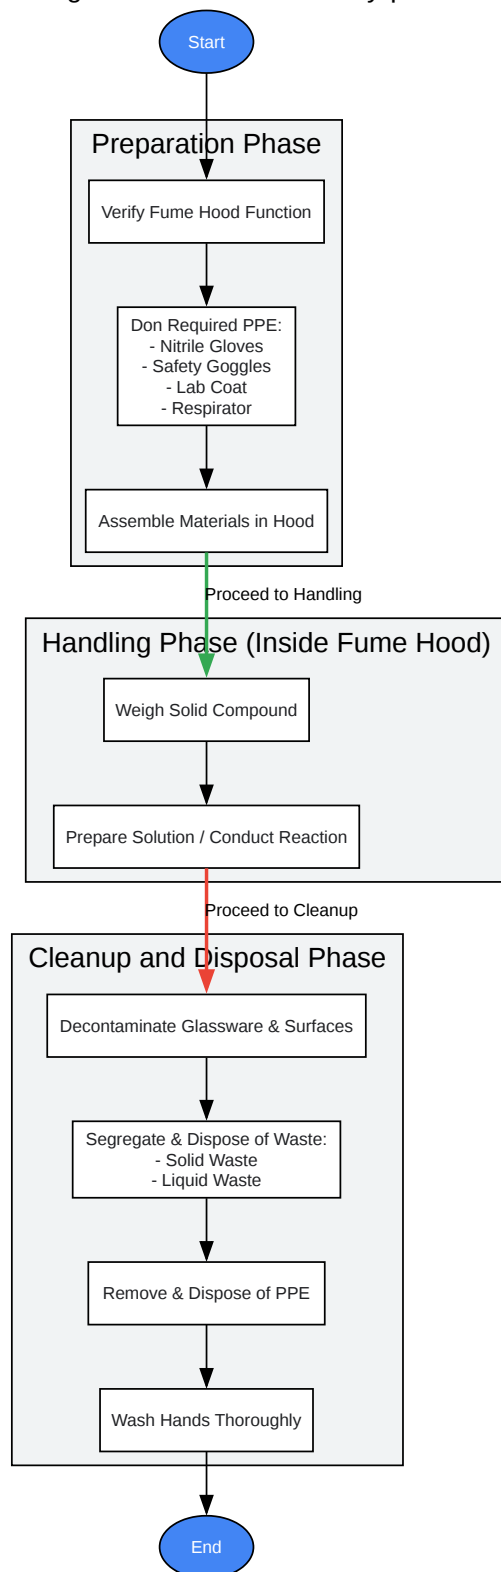 Start
Preparation Phase
Verify Fume Hood Function
Don Required PPE:
- Nitrile Gloves
- Safety Goggles
- Lab Coat
- Respirator
Assemble Materials in Hood
Proceed to Handling
Handling Phase (Inside Fume Hood)
Weigh Solid Compound
Prepare Solution / Conduct Reaction
Proceed to Cleanup
Cleanup and Disposal Phase
Decontaminate Glassware & Surfaces
Segregate & Dispose of Waste:
- Solid Waste
- Liquid Waste
Remove & Dispose of PPE
Wash Hands Thoroughly
End